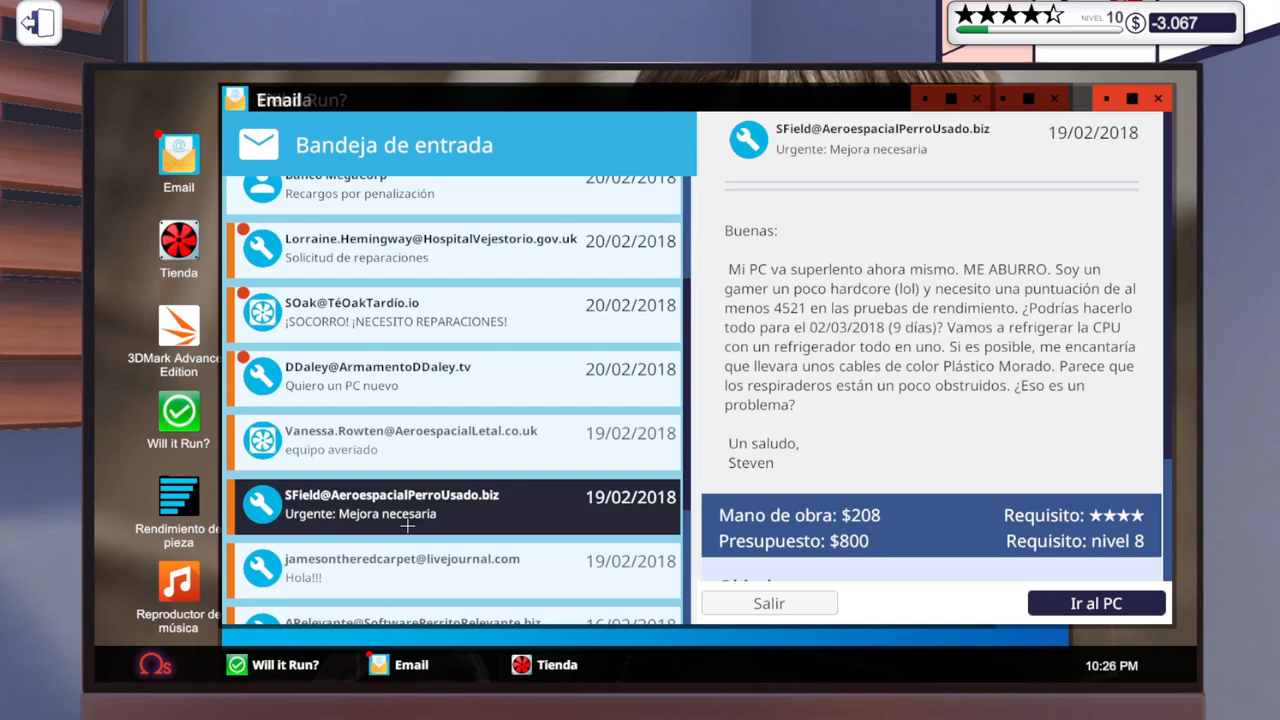 NIVEL 10
$ -3.067
Email
Bandeja de entrada
Banco MegaCorp
20/02/2018
Recargos por penalización
Lorraine.Hemingway@HospitalVejestorio.gov.uk
20/02/2018
Solicitud de reparaciones
SOak@TéOakTardío.io
20/02/2018
¡SOCORRO! ¡NECESITO REPARACIONES!
DDaley@ArmamentoDDaley.tv
20/02/2018
Quiero un PC nuevo
Vanessa.Rowten@AeroespacialLetal.co.uk
19/02/2018
equipo averiado
SField@AeroespacialPerroUsado.biz
19/02/2018
Urgente: Mejora necesaria
jamesontheredcarpet@livejournal.com
19/02/2018
Hola!!!
ARelevante@SoftwarePerritoRelevante.biz
16/02/2018
SField@AeroespacialPerroUsado.biz
19/02/2018
Urgente: Mejora necesaria
Buenas:
Mi PC va superlento ahora mismo. ME ABURRO. Soy un
gamer un poco hardcore (lol) y necesito una puntuación de al
menos 4521 en las pruebas de rendimiento. ¿Podrías hacerlo
todo para el 02/03/2018 (9 días)? Vamos a refrigerar la CPU
con un refrigerador todo en uno. Si es posible, me encantaría
que llevara unos cables de color Plástico Morado. Parece que
los respiraderos están un poco obstruidos. ¿Eso es un
problema?
Un saludo,
Steven
Mano de obra: $208
Requisito: ★★★★
Presupuesto: $800
Requisito: nivel 8
Salir
Ir al PC
Email
Tienda
3DMark Advance
Edition
Will it Run?
Rendimiento de
pieza
Reproductor de
música
Ωs
Will it Run?
Email
Tienda
10:26 PM